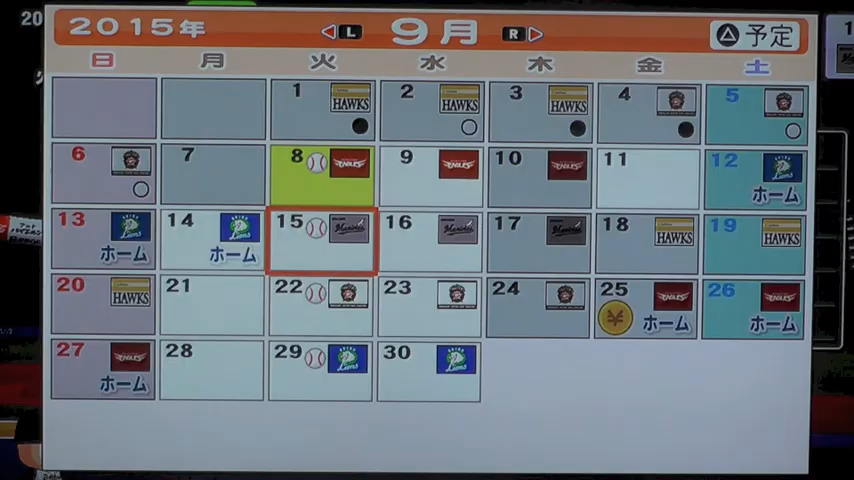 20
2015年 L 9月 R 予定
日 月 火 水 木 金 土
1 HAWKS 2 HAWKS 3 HAWKS 4 5
6 7 8 EAGLES 9 EAGLES 10 EAGLES 11 12 Lions ホーム
13 Lions ホーム 14 Lions ホーム 15 Marines 16 Marines 17 Marines 18 HAWKS 19 HAWKS
20 HAWKS 21 22 23 24 25 ¥ EAGLES ホーム 26 EAGLES ホーム
27 EAGLES ホーム 28 29 Lions 30 Lions